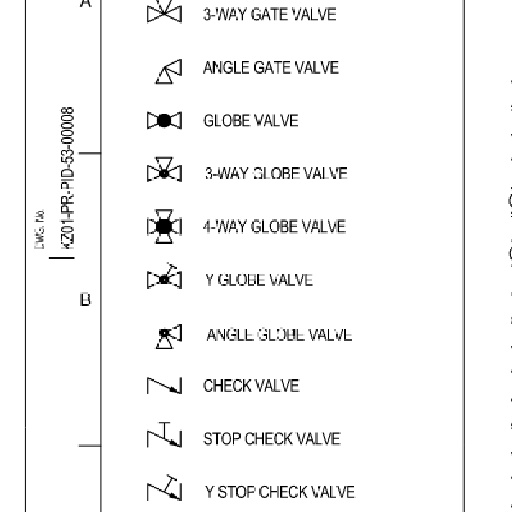 A
3-WAY GATE VALVE
ANGLE GATE VALVE
GLOBE VALVE
3-WAY GLOBE VALVE
4-WAY GLOBE VALVE
Y GLOBE VALVE
ANGLE GLOBE VALVE
CHECK VALVE
STOP CHECK VALVE
Y STOP CHECK VALVE
DWG. No.
KZ01-PR-PID-53-00008
B